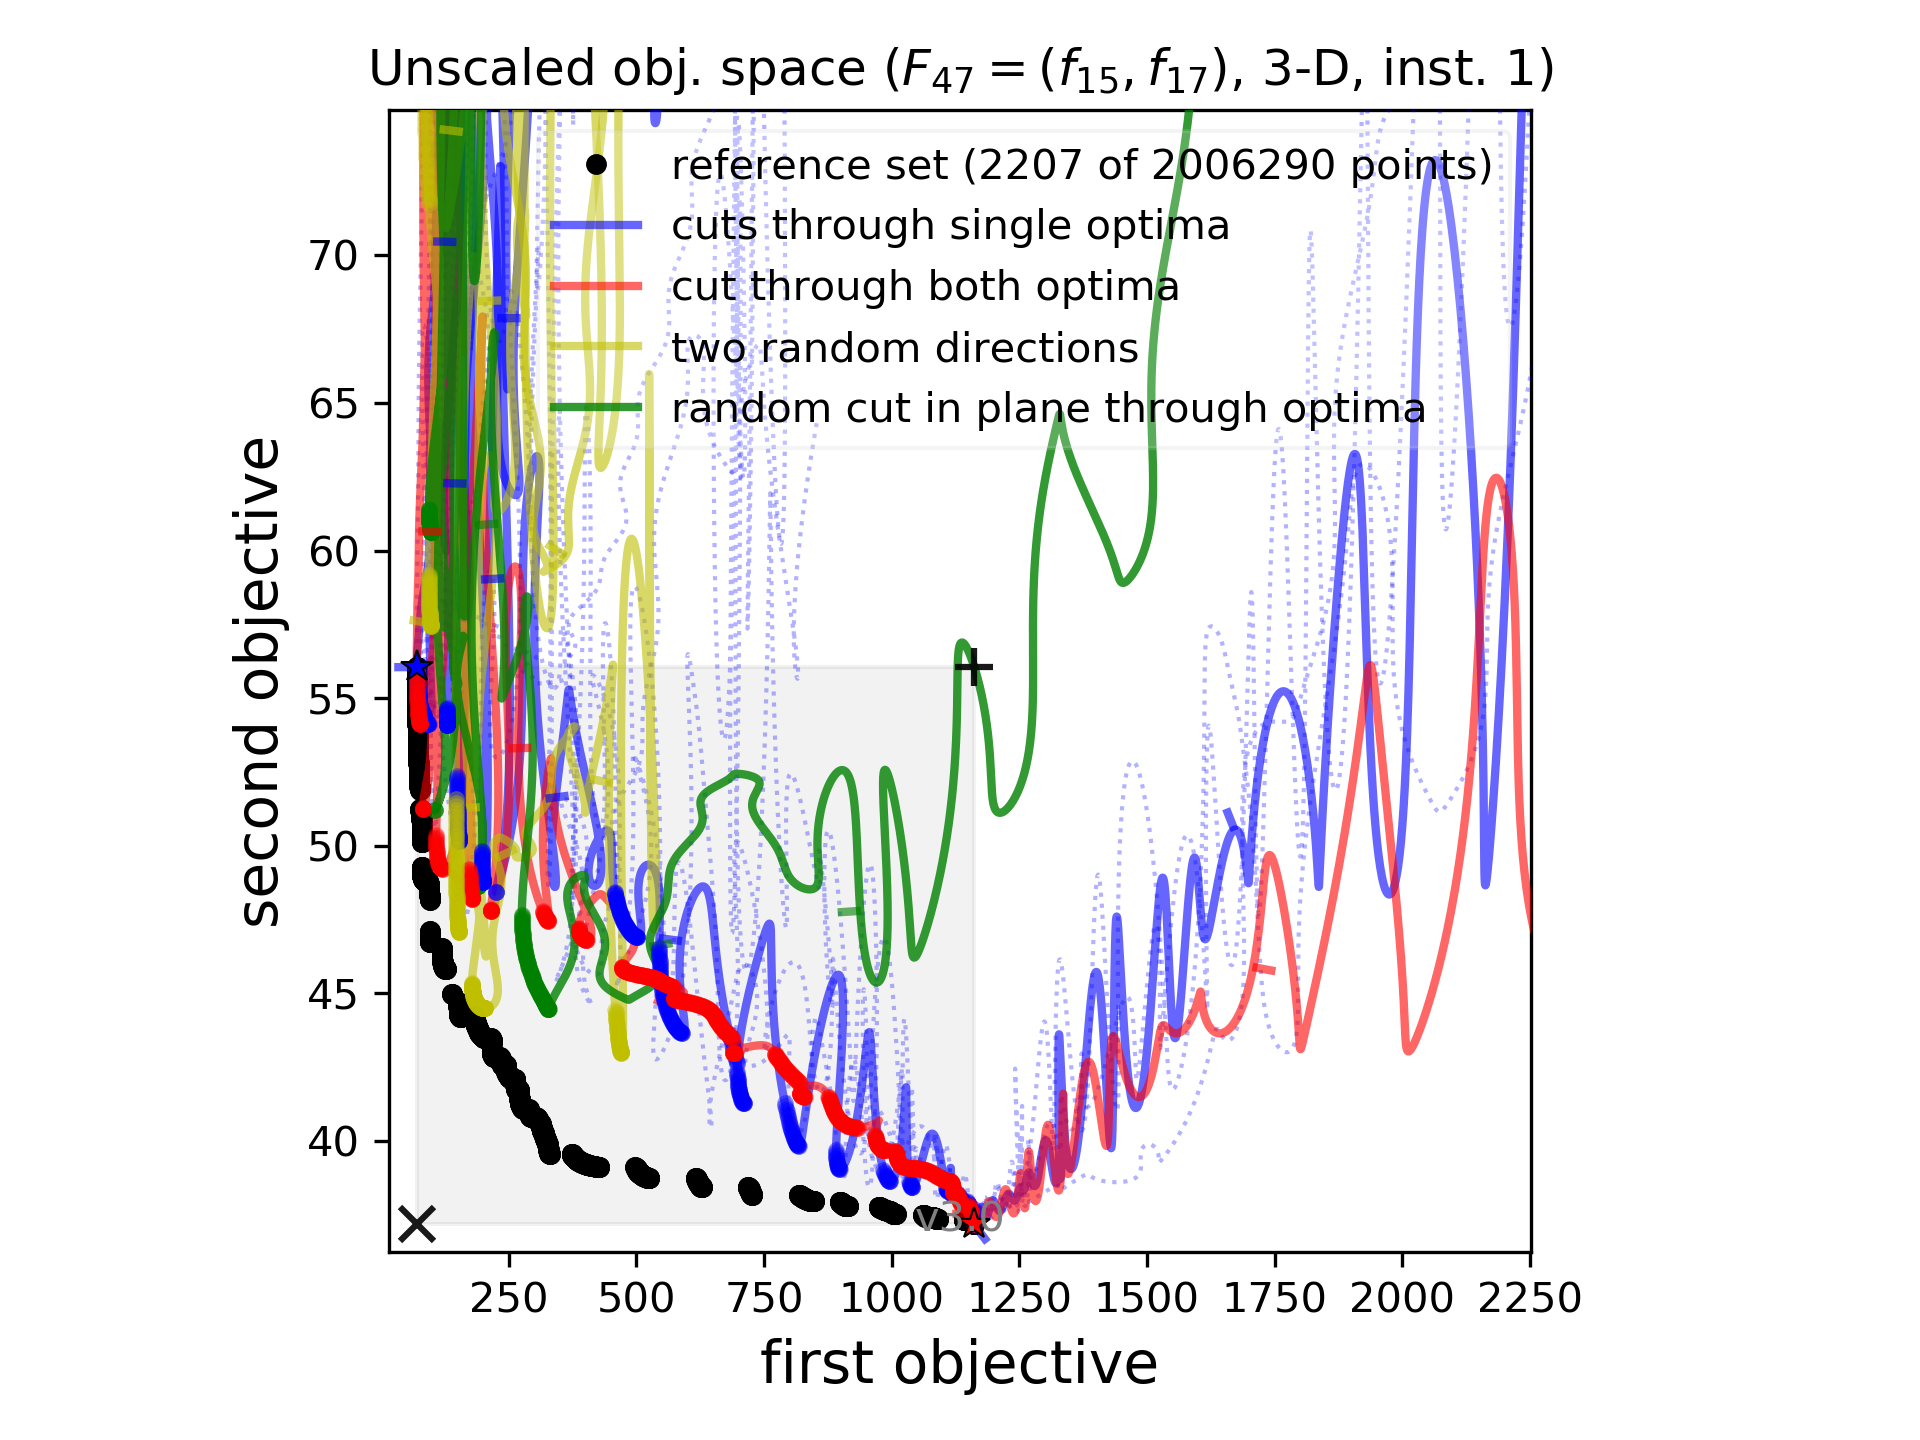 Unscaled obj. space (F47 = (f15, f17), 3-D, inst. 1)
reference set (2207 of 2006290 points)
cuts through single optima
cut through both optima
two random directions
random cut in plane through optima
second objective
70
65
60
55
50
45
40
v3.0
250 500 750 1000 1250 1500 1750 2000 2250
first objective